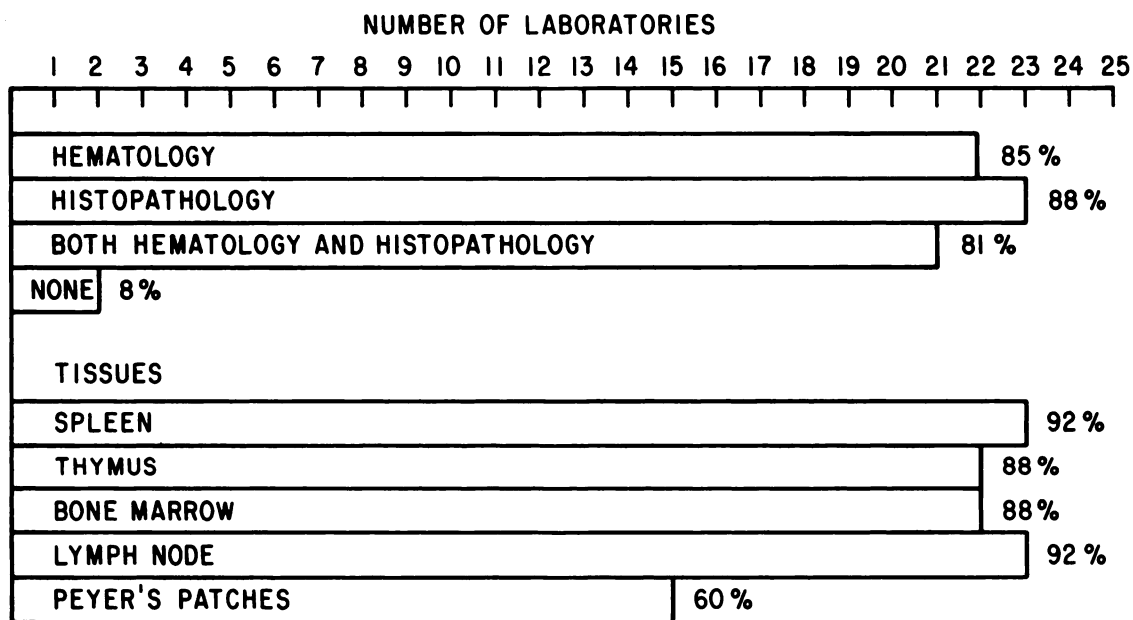 NUMBER OF LABORATORIES
1 2 3 4 5 6 7 8 9 10 11 12 13 14 15 16 17 18 19 20 21 22 23 24 25
HEMATOLOGY 85%
HISTOPATHOLOGY 88%
BOTH HEMATOLOGY AND HISTOPATHOLOGY 81%
NONE 8%
TISSUES
SPLEEN 92%
THYMUS 88%
BONE MARROW 88%
LYMPH NODE 92%
PEYER'S PATCHES 60%